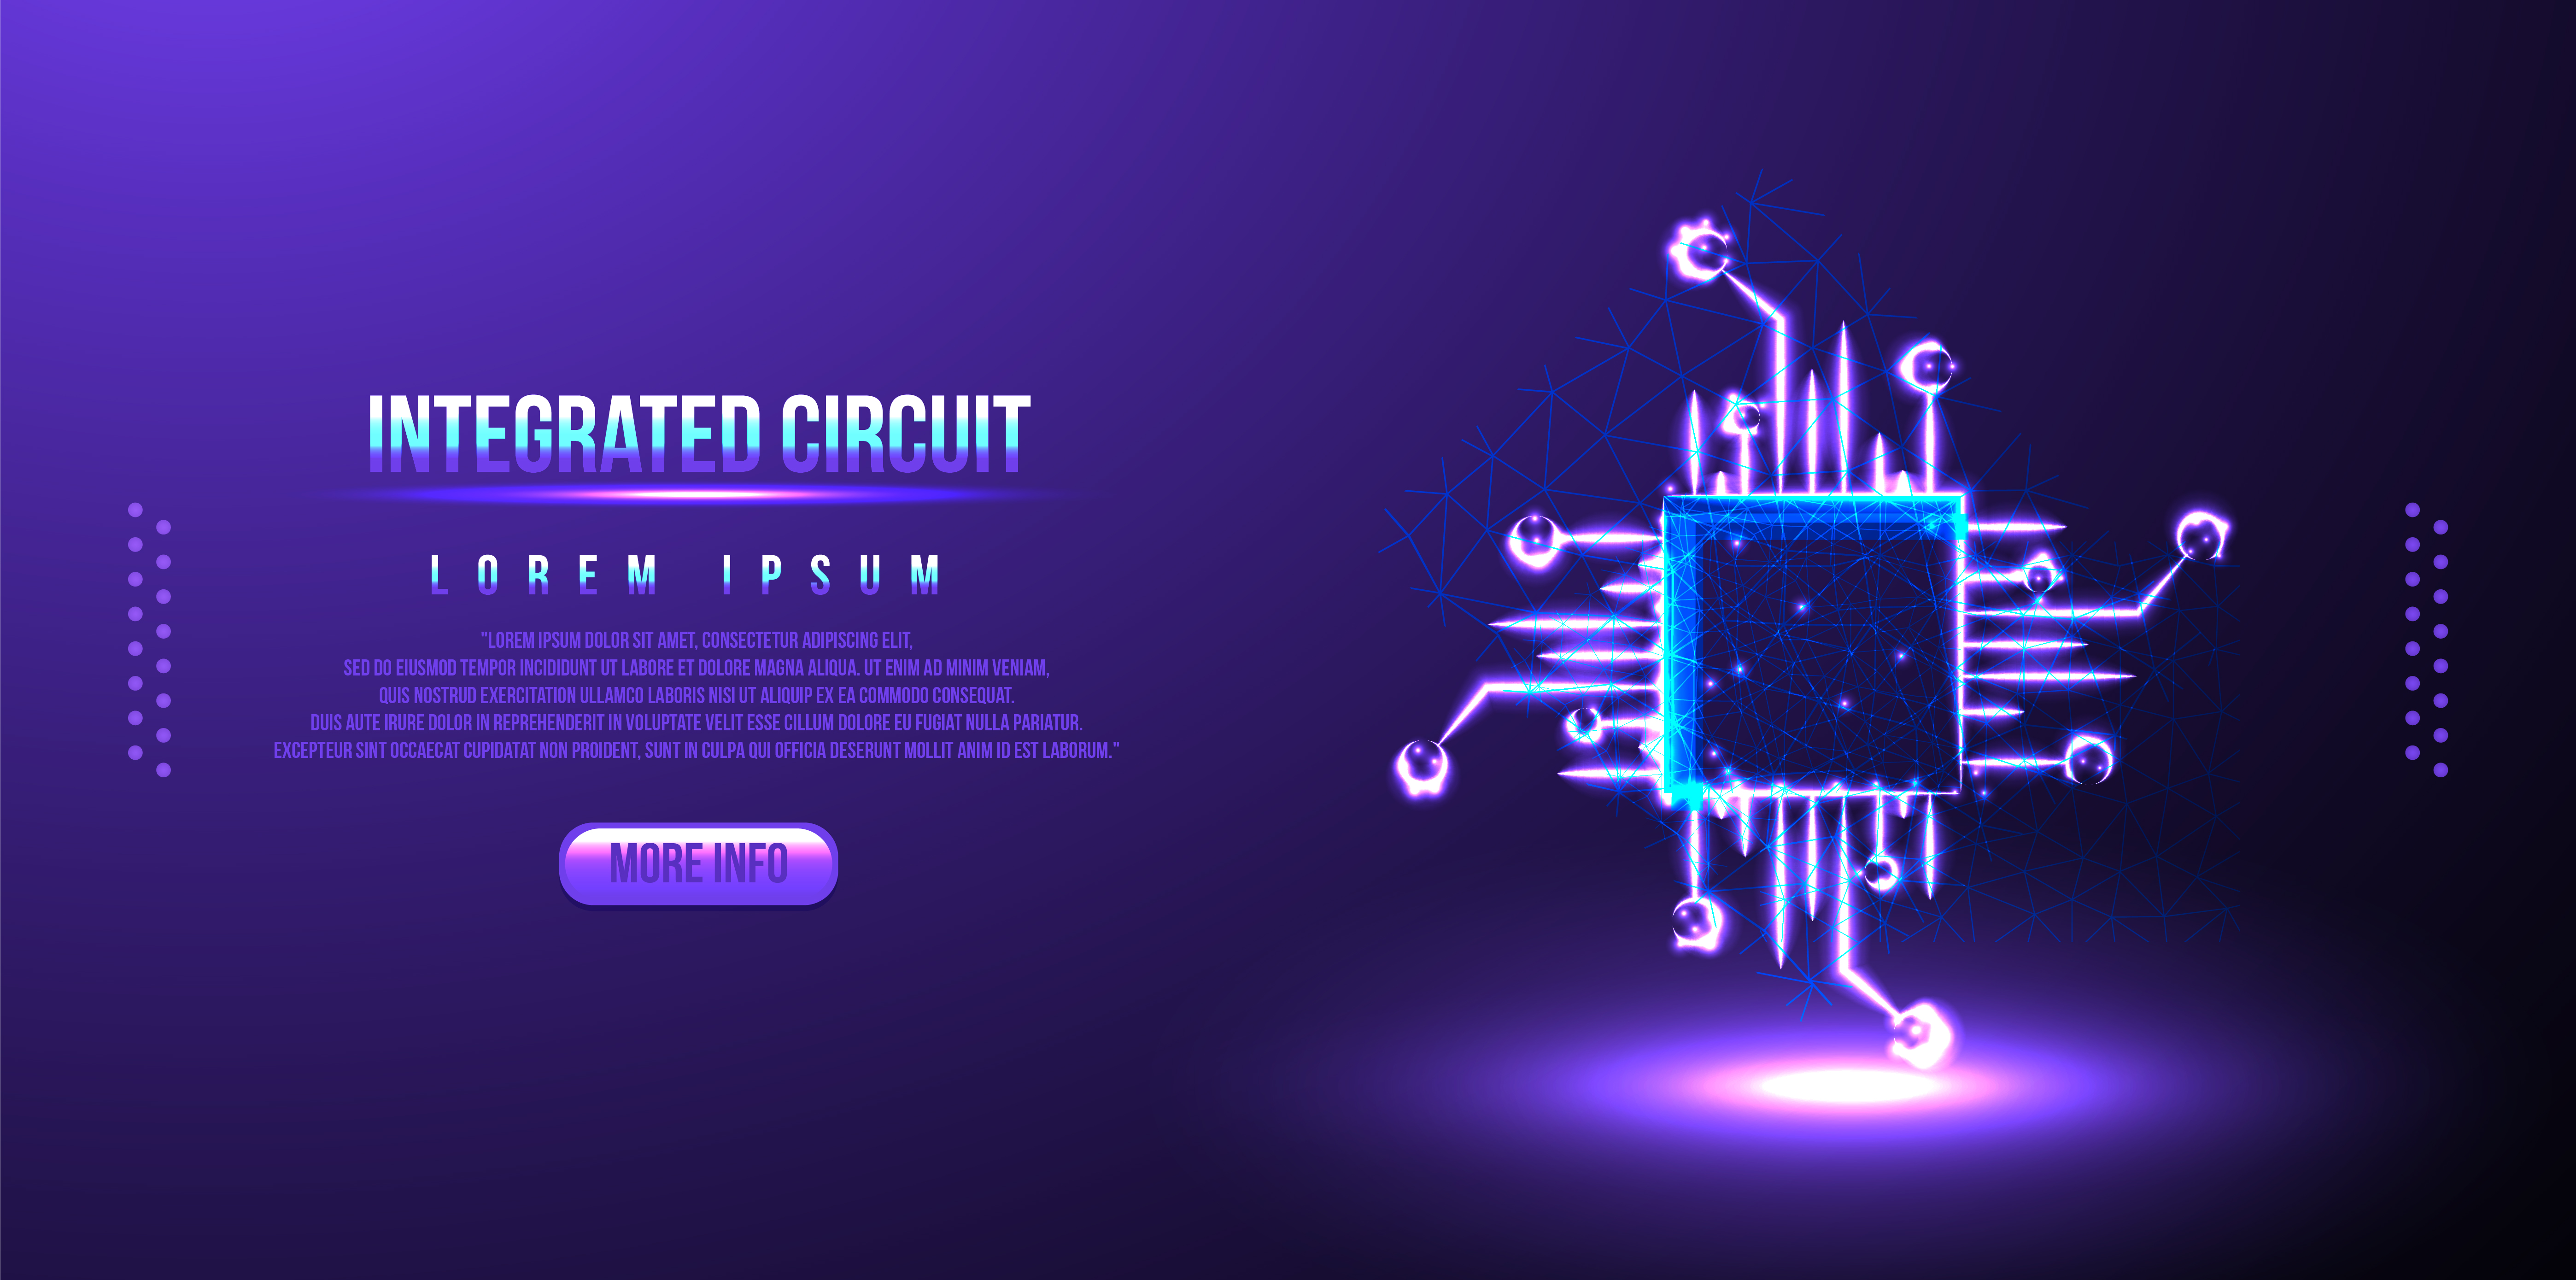 INTEGRATED CIRCUIT
LOREM IPSUM
"LOREM IPSUM DOLOR SIT AMET, CONSECTETUR ADIPISCING ELIT,
SED DO EIUSMOD TEMPOR INCIDIDUNT UT LABORE ET DOLORE MAGNA ALIQUA. UT ENIM AD MINIM VENIAM,
QUIS NOSTRUD EXERCITATION ULLAMCO LABORIS NISI UT ALIQUIP EX EA COMMODO CONSEQUAT.
DUIS AUTE IRURE DOLOR IN REPREHENDERIT IN VOLUPTATE VELIT ESSE CILLUM DOLORE EU FUGIAT NULLA PARIATUR.
EXCEPTEUR SINT OCCAECAT CUPIDATAT NON PROIDENT, SUNT IN CULPA QUI OFFICIA DESERUNT MOLLIT ANIM ID EST LABORUM."
MORE INFO